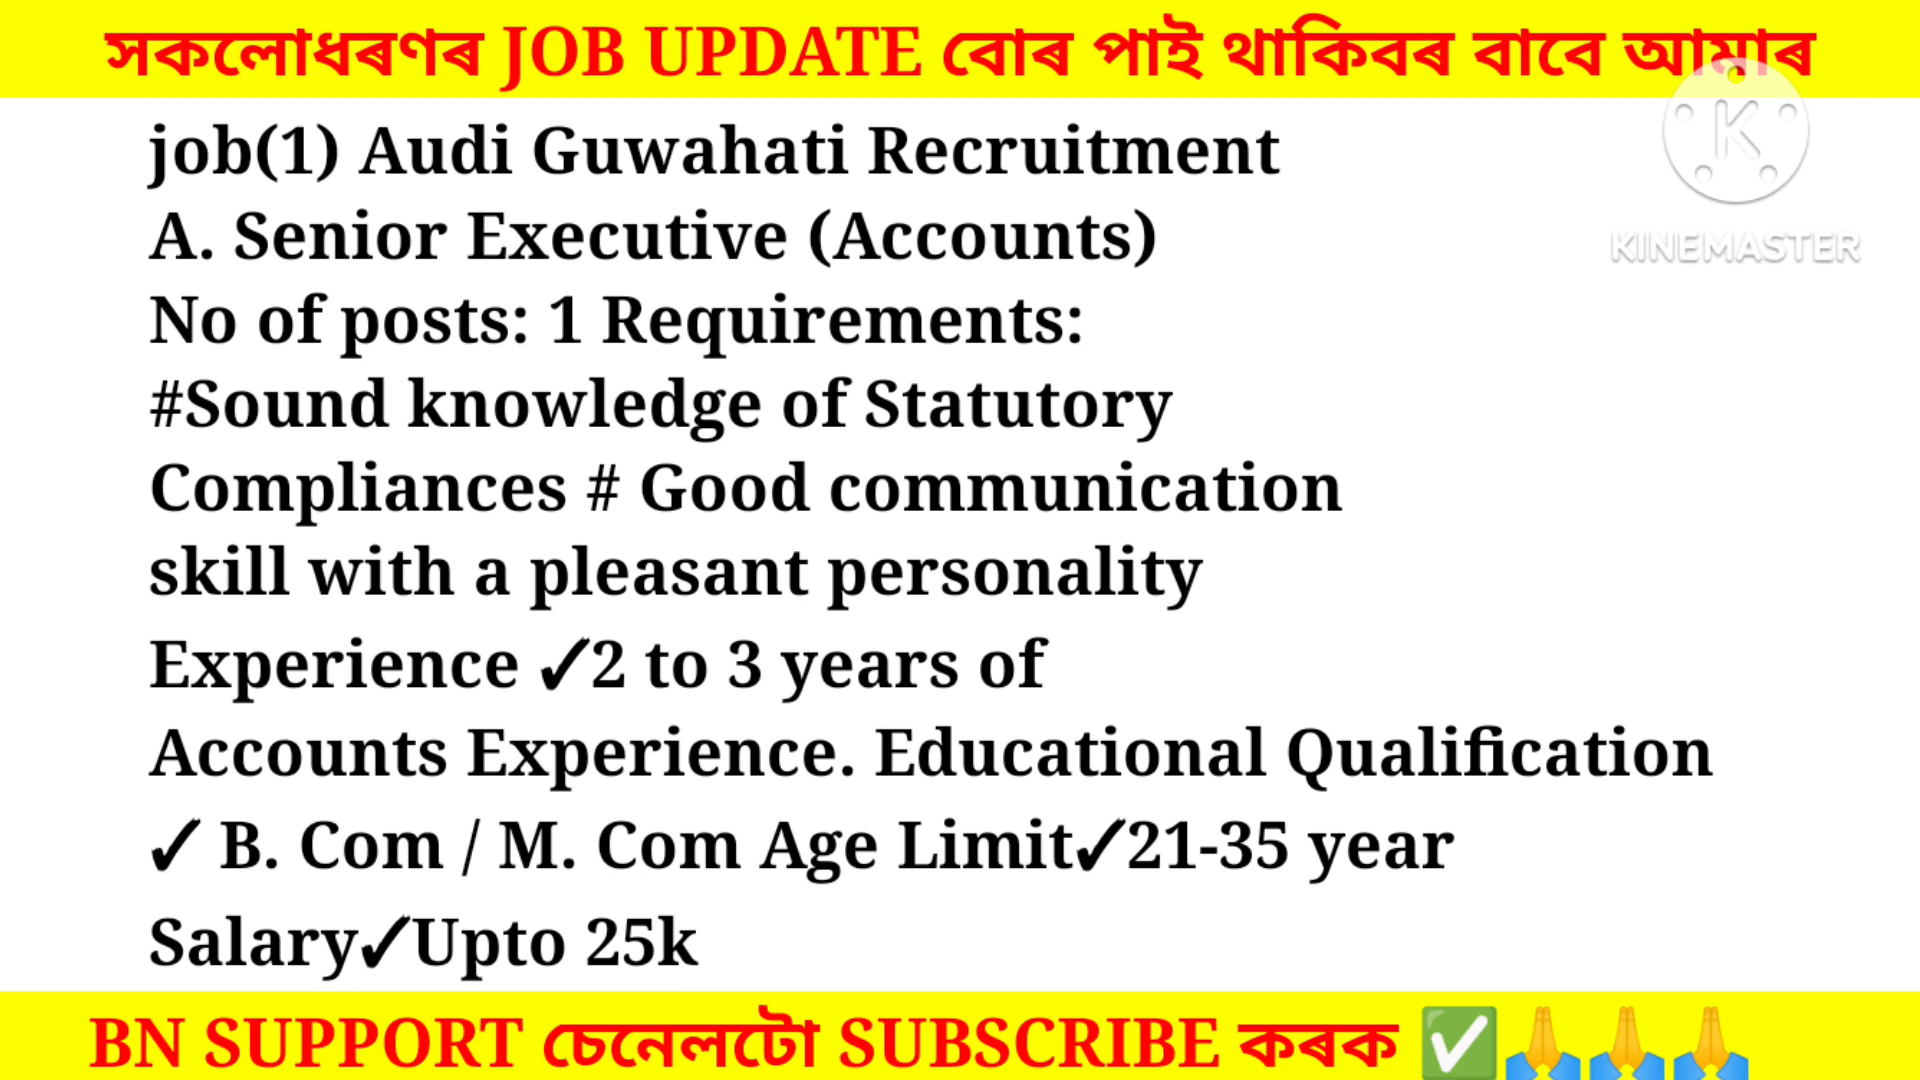 সকলোধৰণৰ JOB UPDATE বোৰ পাই থাকিবৰ বাবে আমাৰ
job(1) Audi Guwahati Recruitment
A. Senior Executive (Accounts)
No of posts: 1 Requirements:
#Sound knowledge of Statutory
Compliances # Good communication
skill with a pleasant personality
Experience ✓2 to 3 years of
Accounts Experience. Educational Qualification
✓ B. Com / M. Com Age Limit✓21-35 year
Salary✓Upto 25k
K
KINEMASTER
BN SUPPORT চেনেলটো SUBSCRIBE কৰক ✅🙏🙏🙏